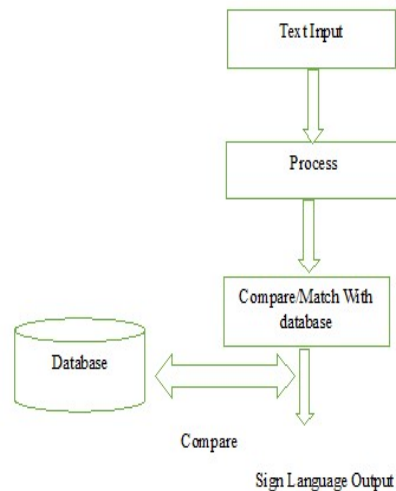 Text Input
Process
Compare/Match With
database
Database
Compare
Sign Language Output